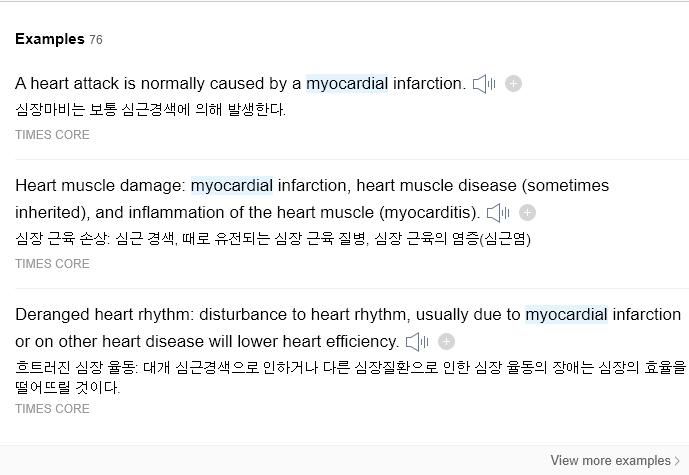 Examples 76
A heart attack is normally caused by a myocardial infarction.
심장마비는 보통 심근경색에 의해 발생한다.
TIMES CORE
Heart muscle damage: myocardial infarction, heart muscle disease (sometimes
inherited), and inflammation of the heart muscle (myocarditis).
심장 근육 손상: 심근 경색, 때로 유전되는 심장 근육 질병, 심장 근육의 염증(심근염)
TIMES CORE
Deranged heart rhythm: disturbance to heart rhythm, usually due to myocardial infarction
or on other heart disease will lower heart efficiency.
흐트러진 심장 율동: 대개 심근경색으로 인하거나 다른 심장질환으로 인한 심장 율동의 장애는 심장의 효율을
떨어뜨릴 것이다.
TIMES CORE
View more examples